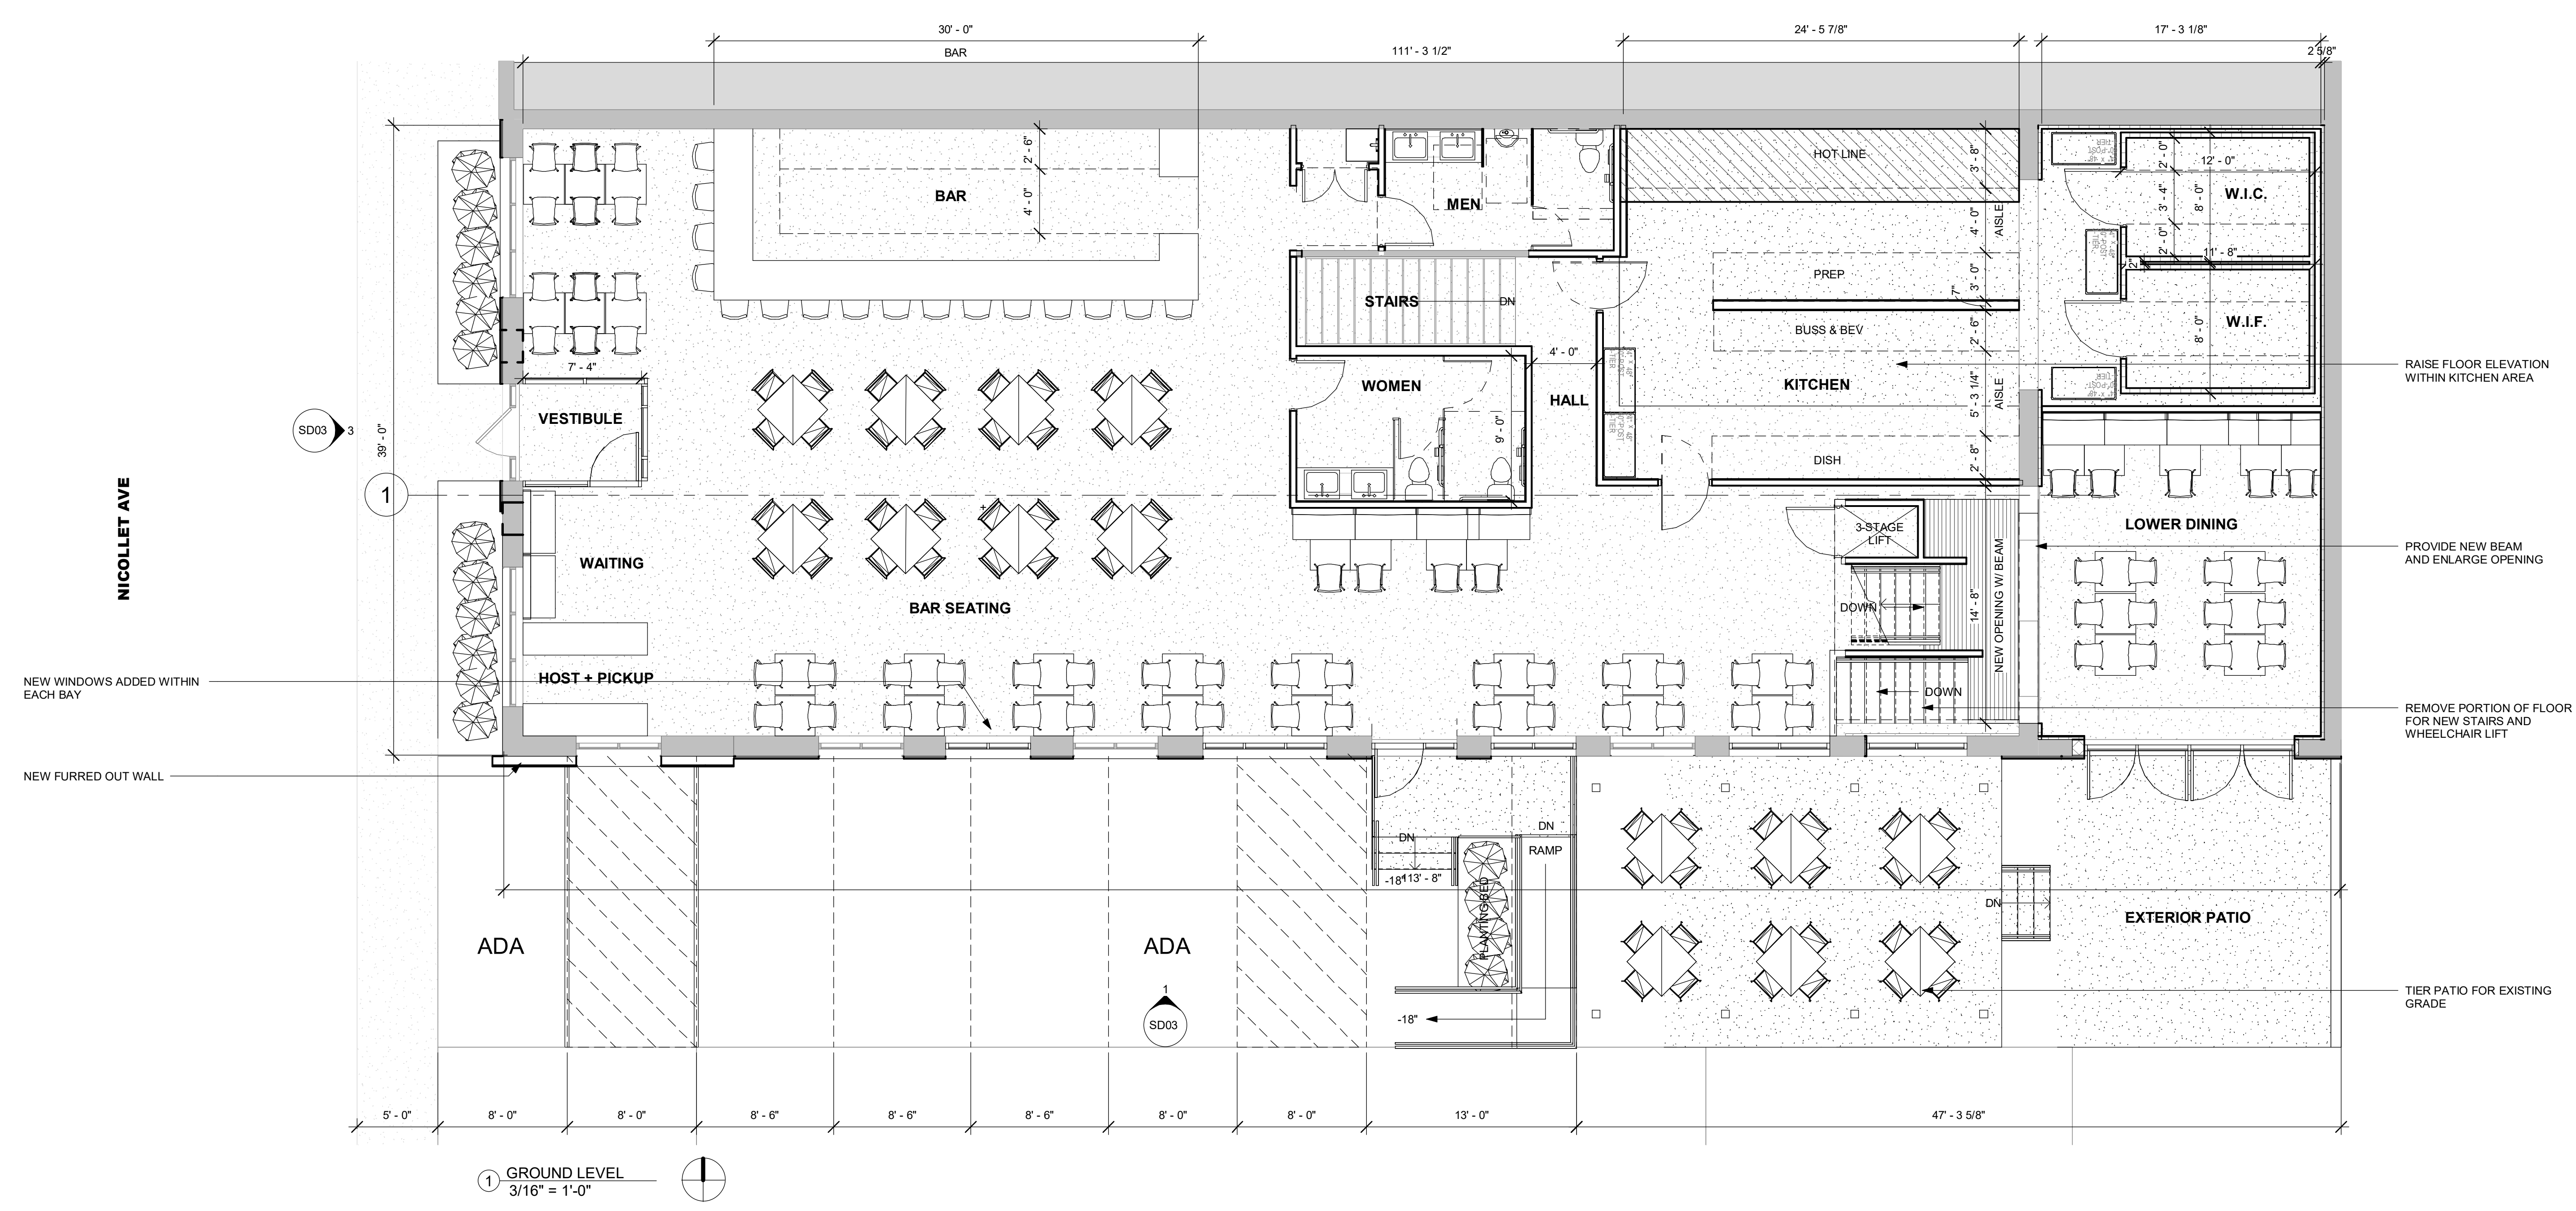 30' - 0"
24' - 5 7/8"
17' - 3 1/8"
BAR
111' - 3 1/2"
2 5/8"
2' - 6"
4' - 0"
BAR
MEN
HOT LINE
3' - 8"
AISLE
4' - 0"
PREP
3' - 0"
7"
2' - 0"
12' - 0"
3' - 4"
8' - 0"
W.I.C.
2' - 0"
11' - 8"
2"
W.I.F.
8' - 0"
STAIRS
DN
BUSS & BEV
2' - 6"
4' - 0"
7' - 4"
WOMEN
HALL
KITCHEN
5' - 3 1/4"
AISLE
RAISE FLOOR ELEVATION
WITHIN KITCHEN AREA
VESTIBULE
SD03
3
39' - 0"
9' - 0"
DISH
2' - 8"
1
NICOLLET AVE
WAITING
3-STAGE
LIFT
LOWER DINING
PROVIDE NEW BEAM
AND ENLARGE OPENING
BAR SEATING
DOWN
14' - 8"
NEW OPENING W/ BEAM
HOST + PICKUP
NEW WINDOWS ADDED WITHIN
EACH BAY
DOWN
REMOVE PORTION OF FLOOR
FOR NEW STAIRS AND
WHEELCHAIR LIFT
NEW FURRED OUT WALL
DN
DN
RAMP
-18"
113' - 8"
PLANTING BED
DN
EXTERIOR PATIO
ADA
ADA
1
SD03
-18"
TIER PATIO FOR EXISTING
GRADE
5' - 0"
8' - 0"
8' - 0"
8' - 6"
8' - 6"
8' - 6"
8' - 0"
8' - 0"
13' - 0"
47' - 3 5/8"
1
GROUND LEVEL
3/16" = 1'-0"